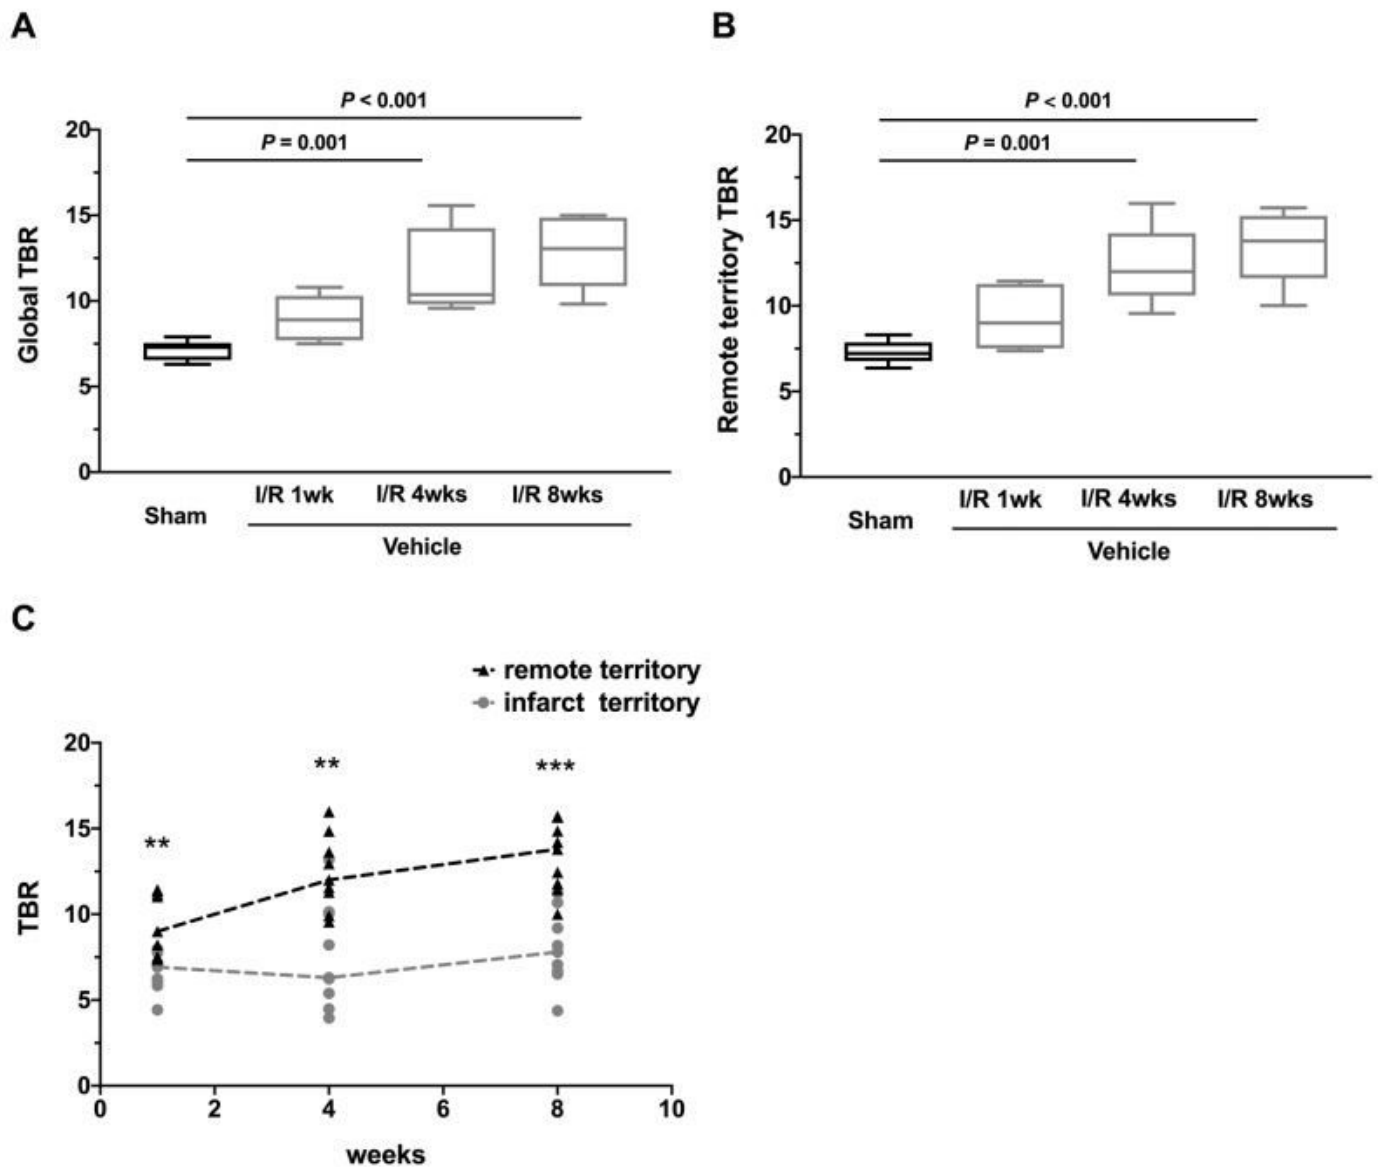 A
P < 0.001
P = 0.001
20
15
10
5
0
Global TBR
I/R 1wk I/R 4wks I/R 8wks
Sham
Vehicle
B
P < 0.001
P = 0.001
20
15
10
5
0
Remote territory TBR
I/R 1wk I/R 4wks I/R 8wks
Sham
Vehicle
C
remote territory
infarct territory
20
15
10
5
0
TBR
**
**
***
0 2 4 6 8 10
weeks